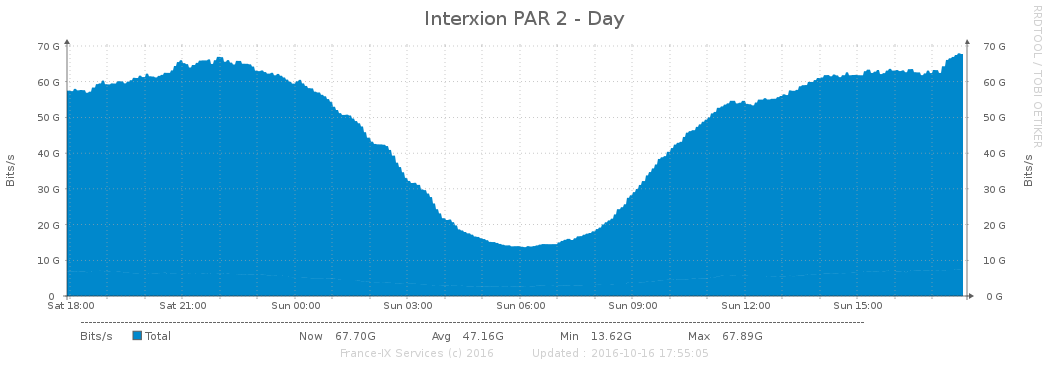 Interxion PAR 2 - Day
RRDTOOL / TOBI OETIKER
Bits/s
70 G 70 G
60 G 60 G
50 G 50 G
40 G 40 G
30 G 30 G
20 G 20 G
10 G 10 G
0 0 G
Bits/s
Sat 18:00 Sat 21:00 Sun 00:00 Sun 03:00 Sun 06:00 Sun 09:00 Sun 12:00 Sun 15:00
Bits/s Total Now 67.70G Avg 47.16G Min 13.62G Max 67.89G
France-IX Services (c) 2016 Updated : 2016-10-16 17:55:05